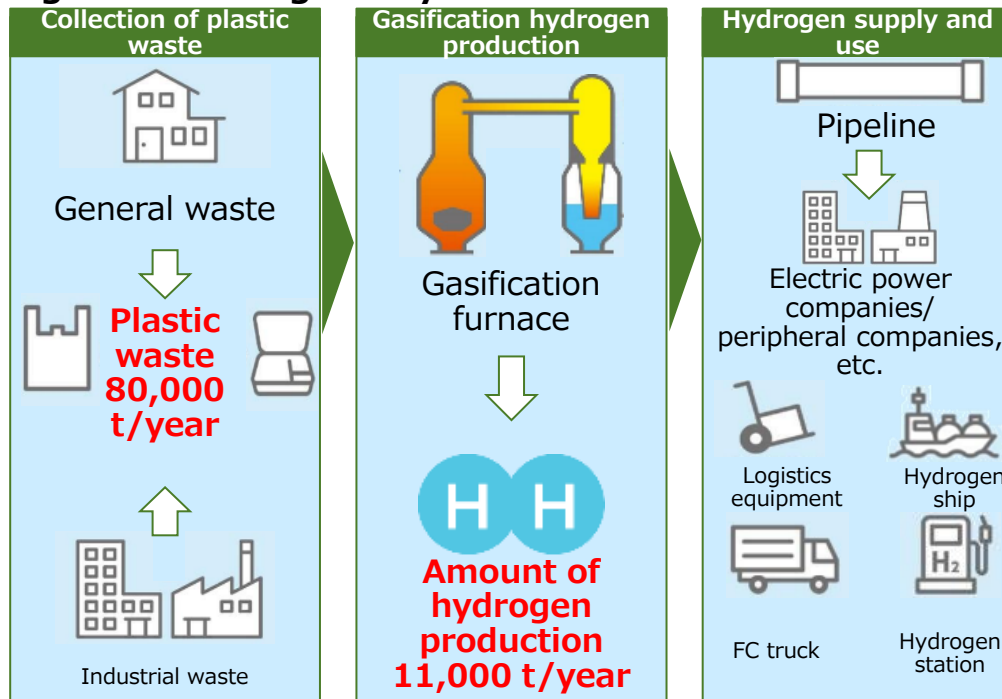 Collection of plastic
waste
General waste
Plastic
waste
80,000
t/year
Industrial waste
Gasification hydrogen
production
Gasification
furnace
H H
Amount of
hydrogen
production
11,000 t/year
Hydrogen supply and
use
Pipeline
Electric power
companies/
peripheral companies,
etc.
Logistics
equipment
Hydrogen
ship
FC truck
H₂
Hydrogen
station